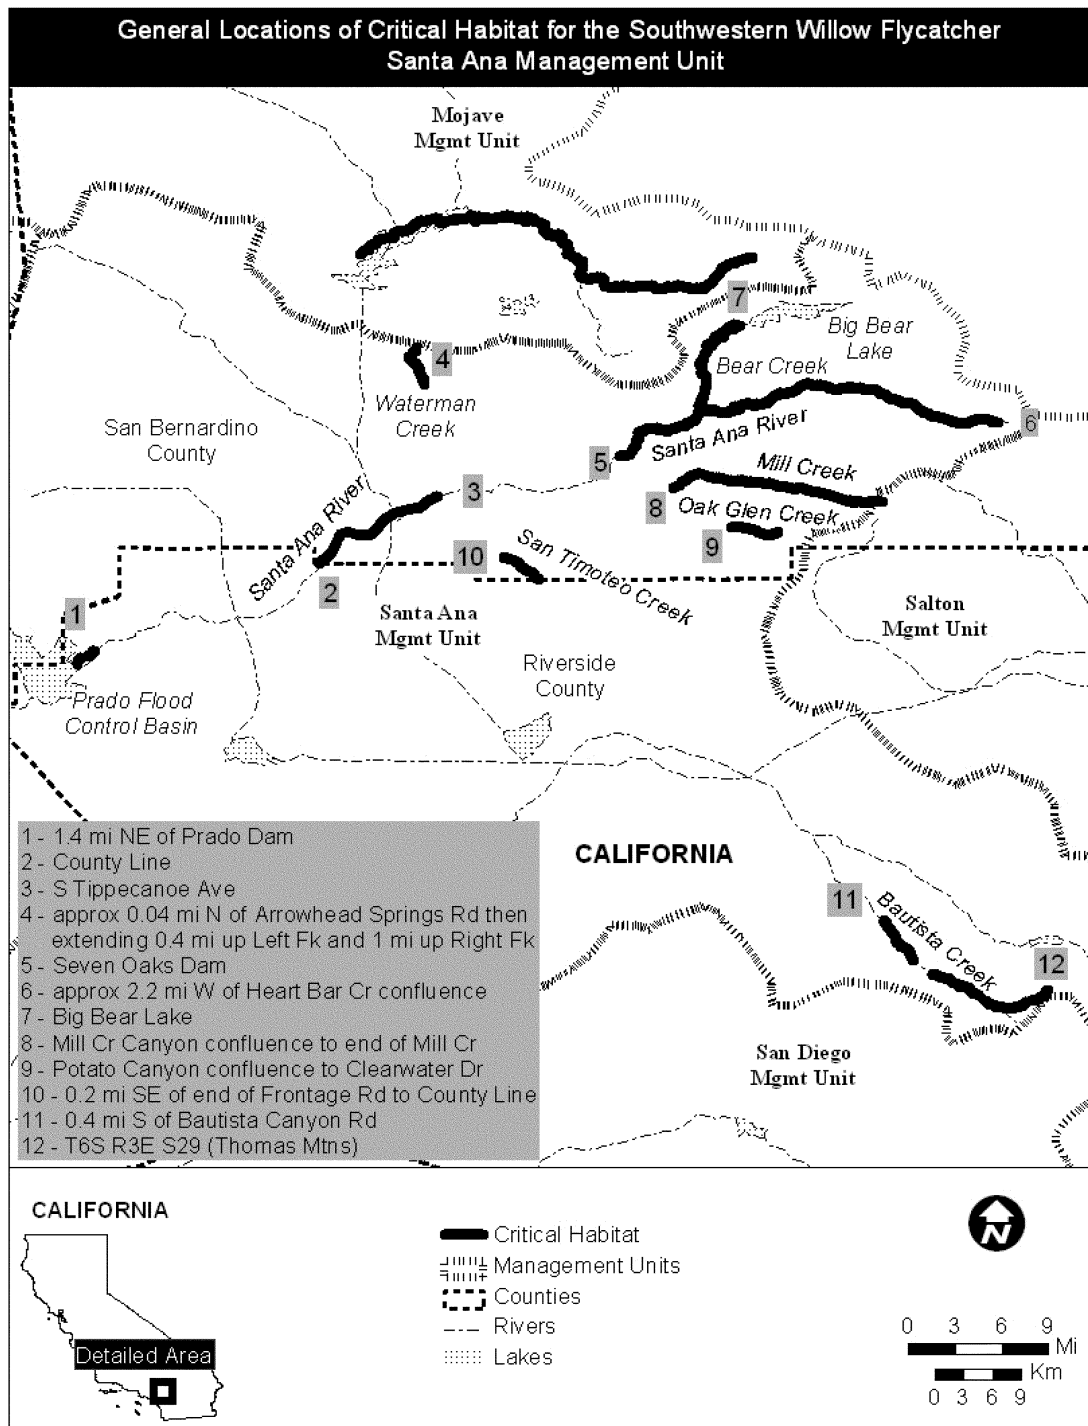 General Locations of Critical Habitat for the Southwestern Willow Flycatcher
Santa Ana Management Unit
Mojave
Mgmt Unit
7
Big Bear
Lake
4
Bear Creek
Waterman
Creek
San Bernardino
County
6
Santa Ana River
5
Mill Creek
3
8
Oak Glen Creek
Santa Ana River
9
10
San Timoteo Creek
2
1
Santa Ana
Mgmt Unit
Salton
Mgmt Unit
Riverside
County
Prado Flood
Control Basin
CALIFORNIA
11
Bautista Creek
12
San Diego
Mgmt Unit
1 - 1.4 mi NE of Prado Dam
2 - County Line
3 - S Tippecanoe Ave
4 - approx 0.04 mi N of Arrowhead Springs Rd then
extending 0.4 mi up Left Fk and 1 mi up Right Fk
5 - Seven Oaks Dam
6 - approx 2.2 mi W of Heart Bar Cr confluence
7 - Big Bear Lake
8 - Mill Cr Canyon confluence to end of Mill Cr
9 - Potato Canyon confluence to Clearwater Dr
10 - 0.2 mi SE of end of Frontage Rd to County Line
11 - 0.4 mi S of Bautista Canyon Rd
12 - T6S R3E S29 (Thomas Mtns)
CALIFORNIA
Detailed Area
Critical Habitat
Management Units
Counties
Rivers
Lakes
N
0 3 6 9
Mi
Km
0 3 6 9